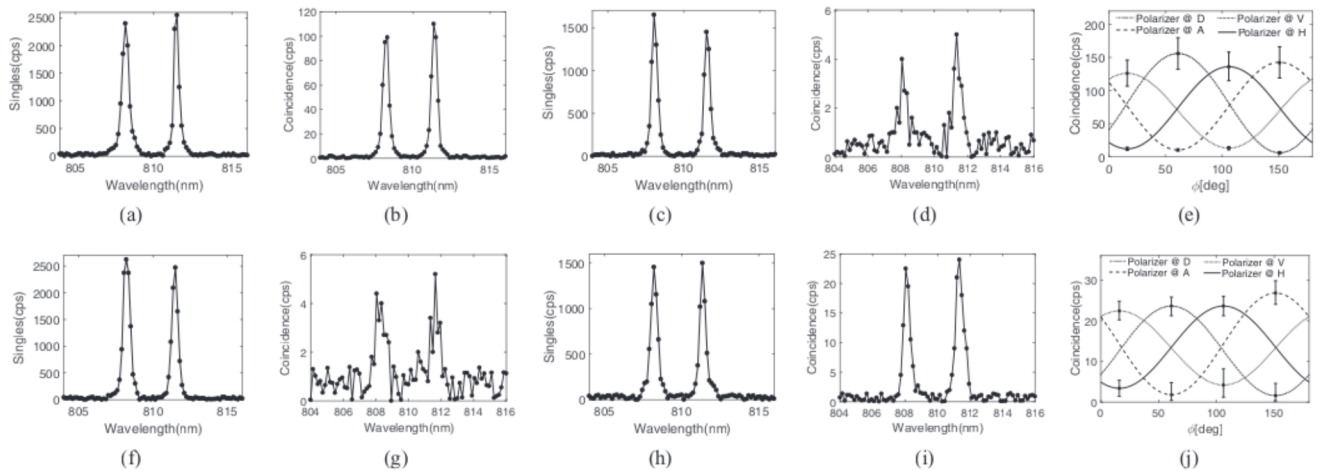 2500
2000
1500
1000
500
0
Singles(cps)
805 810 815
Wavelength(nm)
(a)
120
100
80
60
40
20
0
Coincidence(cps)
805 810 815
Wavelength(nm)
(b)
1500
1000
500
0
Singles(cps)
805 810 815
Wavelength(nm)
(c)
6
4
2
0
Coincidence(cps)
804 806 808 810 812 814 816
Wavelength(nm)
(d)
Polarizer @ D Polarizer @ V
Polarizer @ A Polarizer @ H
200
150
100
50
0
Coincidence(cps)
0 50 100 150
ϕ[deg]
(e)
2500
2000
1500
1000
500
0
Singles(cps)
805 810 815
Wavelength(nm)
(f)
6
4
2
0
Coincidence(cps)
804 806 808 810 812 814 816
Wavelength(nm)
(g)
1500
1000
500
0
Singles(cps)
805 810 815
Wavelength(nm)
(h)
25
20
15
10
5
0
Coincidence(cps)
804 806 808 810 812 814 816
Wavelength(nm)
(i)
Polarizer @ D Polarizer @ V
Polarizer @ A Polarizer @ H
30
20
10
0
Coincidence(cps)
0 50 100 150
ϕ[deg]
(j)